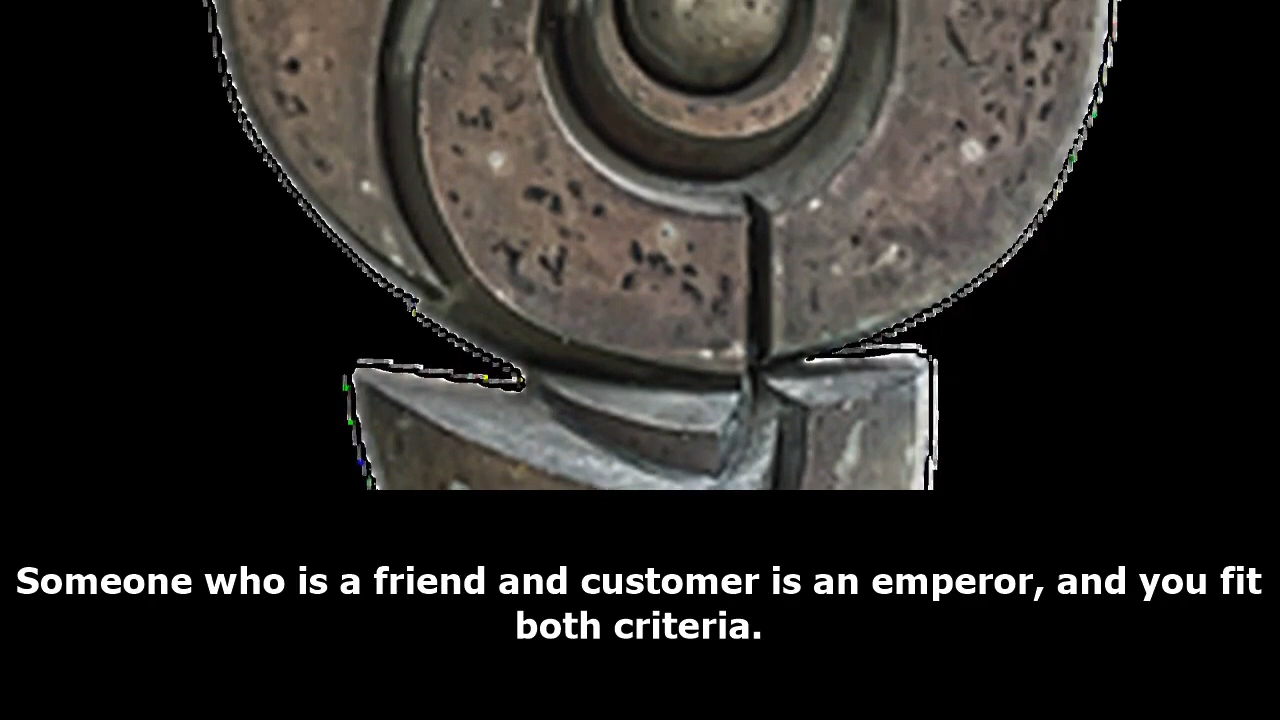 Someone who is a friend and customer is an emperor, and you fit
both criteria.